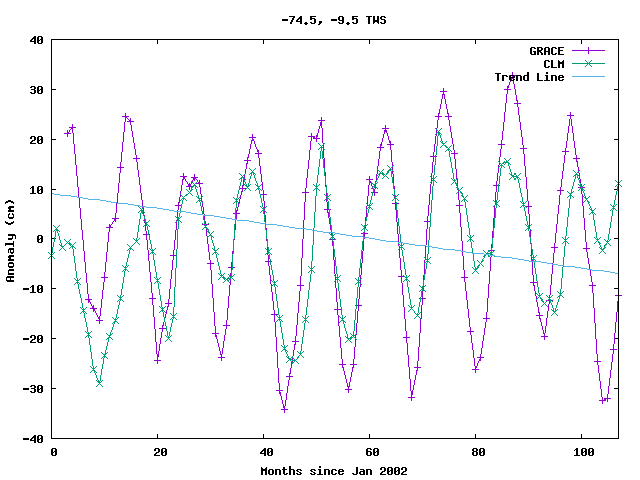 -74.5, -9.5 TWS
GRACE
CLM
Trend Line
40
30
20
10
0
-10
-20
-30
-40
Anomaly (cm)
0 20 40 60 80 100
Months since Jan 2002